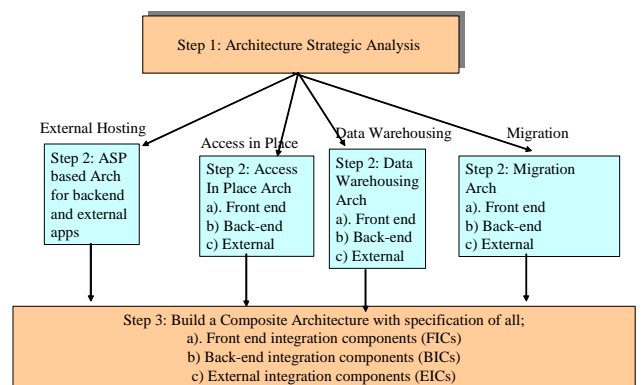 Step 1: Architecture Strategic Analysis
External Hosting
Access in Place
Data Warehousing
Migration
Step 2: ASP
based Arch
for backend
and external
apps
Step 2: Access
In Place Arch
a). Front end
b) Back-end
c) External
Step 2: Data
Warehousing
Arch
a). Front end
b) Back-end
c) External
Step 2: Migration
Arch
a). Front end
b) Back-end
c) External
Step 3: Build a Composite Architecture with specification of all;
a). Front end integration components (FICs)
b) Back-end integration components (BICs)
c) External integration components (EICs)